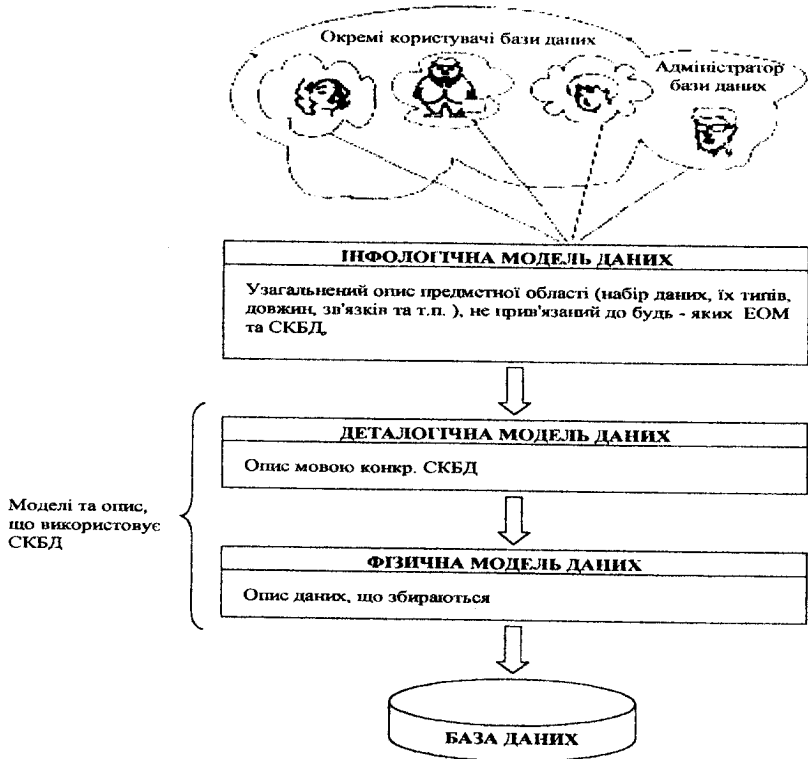 Окремі користувачі бази даних
Адміністратор
бази даних
ІНФОЛОГІЧНА МОДЕЛЬ ДАНИХ
Узагальнений опис предметної області (набір даних, їх типів,
довжин, зв'язків та т.п. ), не прив'язаний до будь - яких ЕОМ
та СКБД,
ДЕТАЛОГІЧНА МОДЕЛЬ ДАНИХ
Опис мовою конкр. СКБД
Моделі та опис,
що використовує
СКБД
ФІЗИЧНА МОДЕЛЬ ДАНИХ
Опис даних, що збираються
БАЗА ДАНИХ